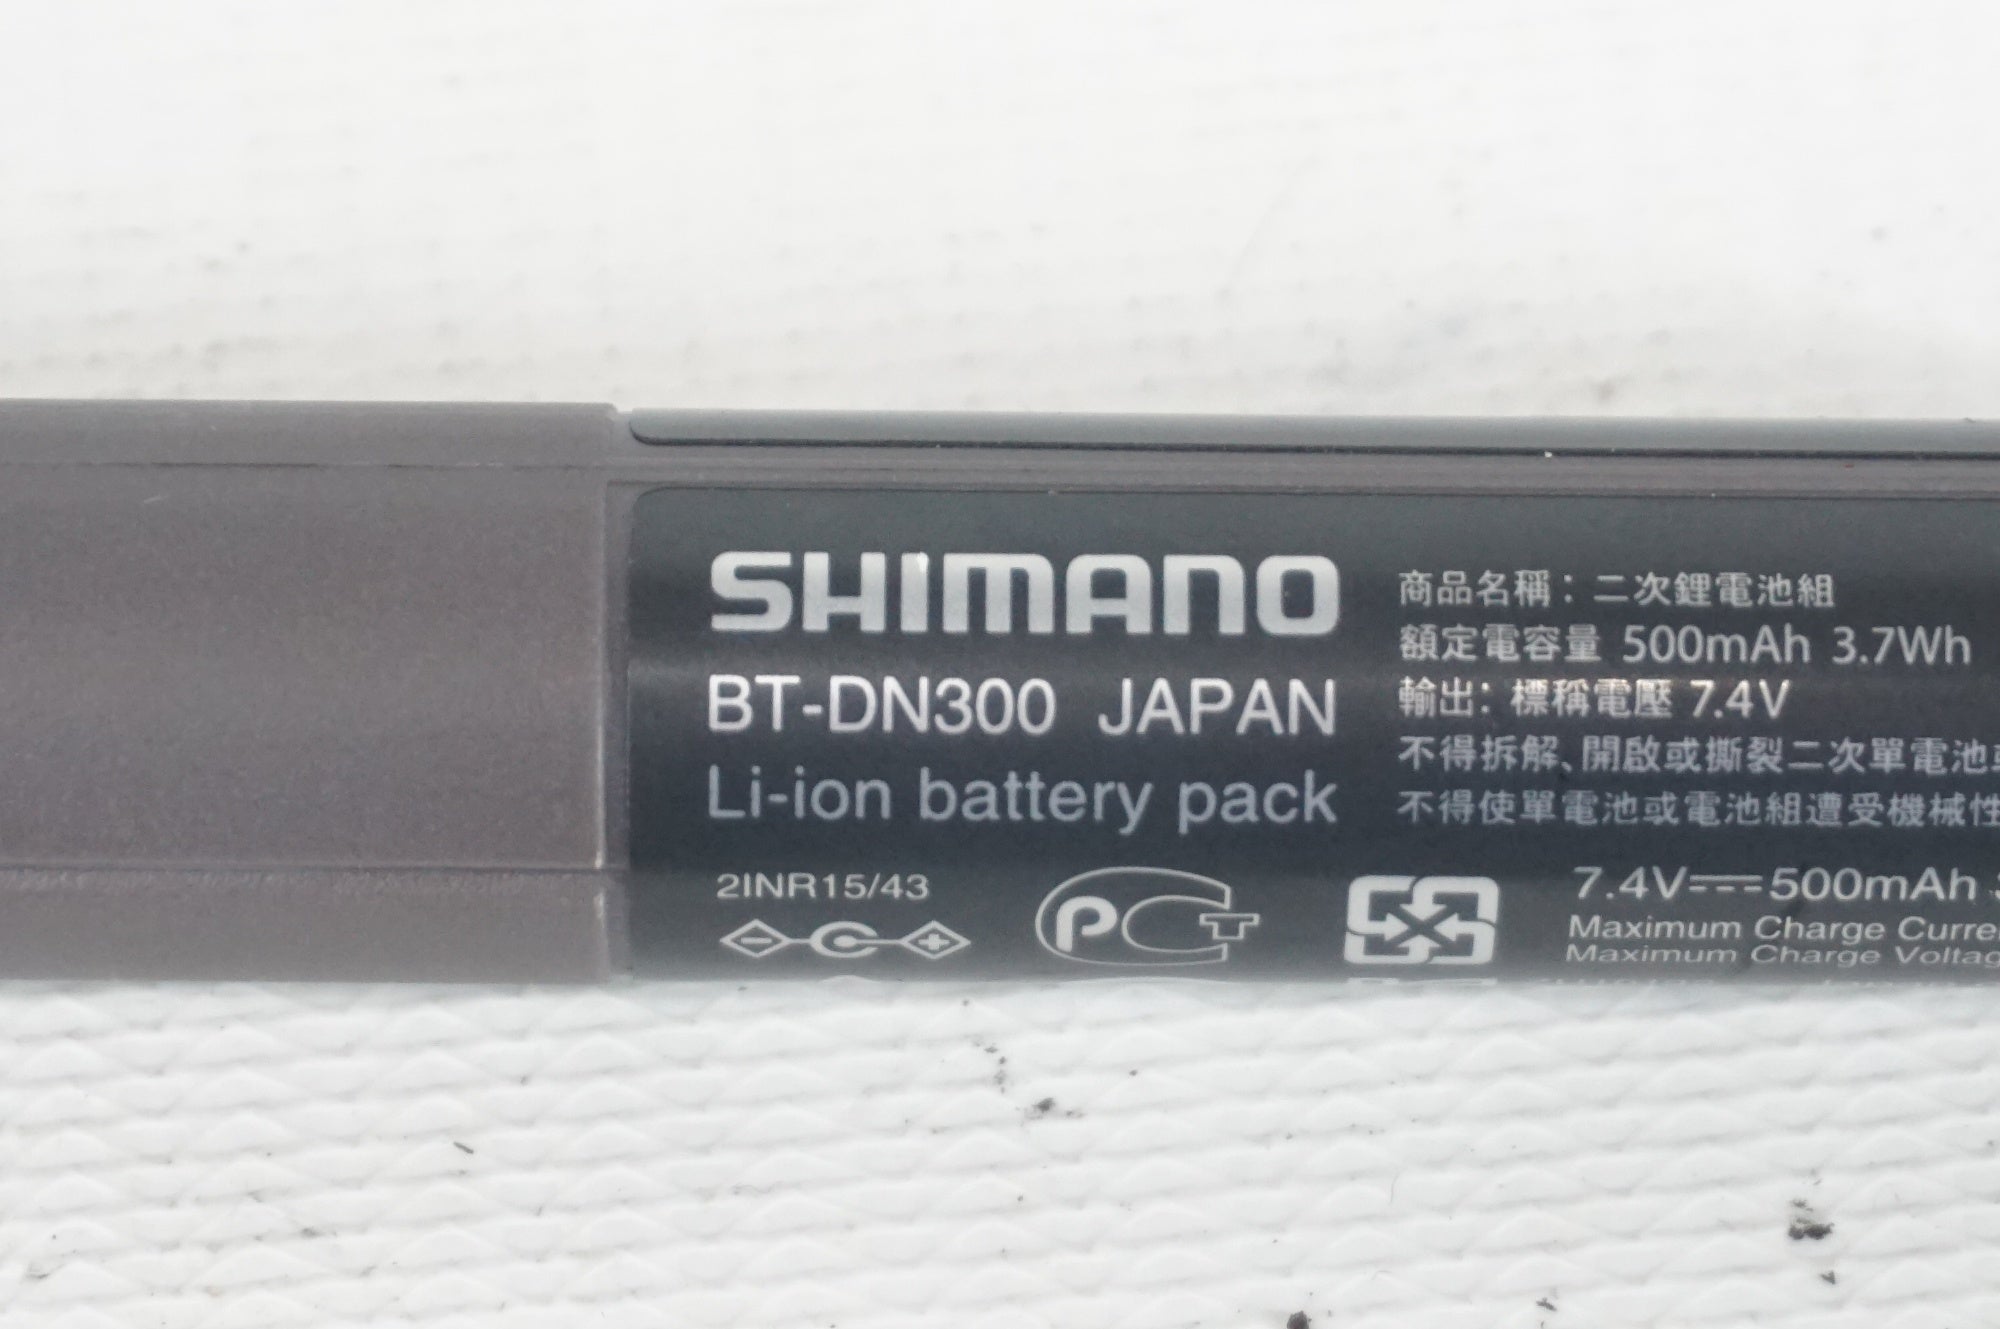 SHIMANO
BT-DN300 JAPAN
Li-ion battery pack
2INR15/43
PCT
商品名稱：二次鋰電池組
額定電容量 500mAh 3.7Wh
輸出: 標稱電壓 7.4V
不得拆解、開啟或撕裂二次單電池
不得使單電池或電池組遭受機械性
7.4V⎓500mAh
Maximum Charge
Maximum Charge